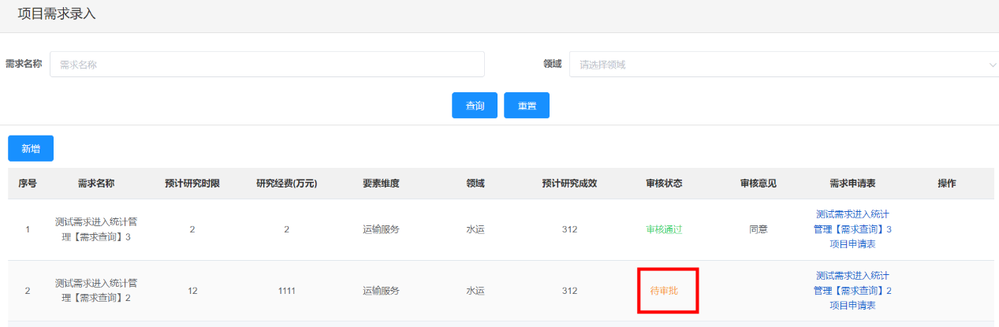 项目需求录入
需求名称 需求名称 领域 请选择领域
查询 重置
新增
序号 需求名称 预计研究时限 研究经费(万元) 要素维度 领域 预计研究成效 审核状态 审核意见 需求申请表 操作
1 测试需求进入统计管 2 2 运输服务 水运 312 审核通过 同意 测试需求进入统计
理【需求查询】3 管理【需求查询】3
项目申请表
2 测试需求进入统计管 12 1111 运输服务 水运 312 待审批 测试需求进入统计
理【需求查询】2 管理【需求查询】2
项目申请表